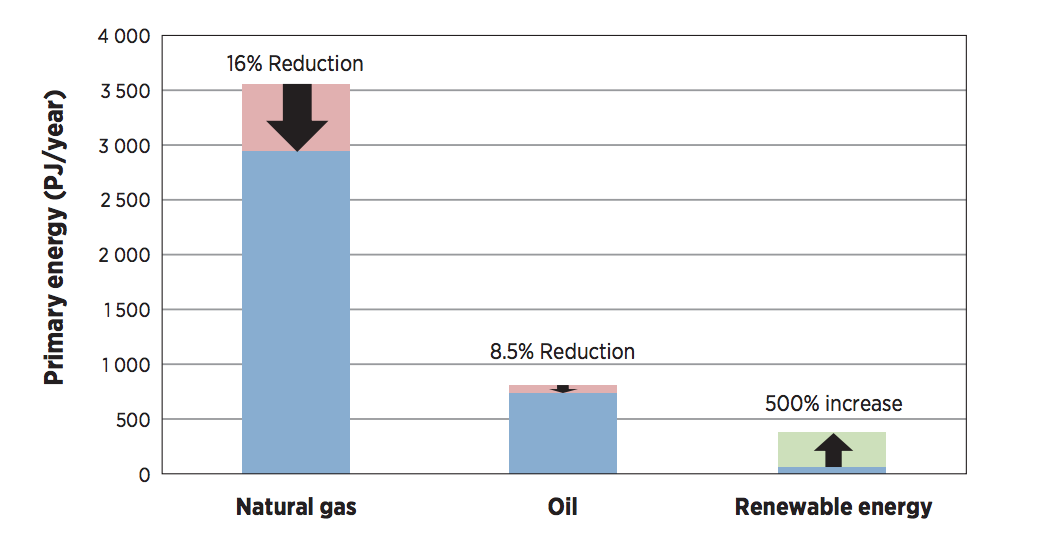 4 000
3 500
3 000
2 500
2 000
1 500
1 000
500
0
Primary energy (PJ/year)
16% Reduction
8.5% Reduction
500% increase
Natural gas
Oil
Renewable energy